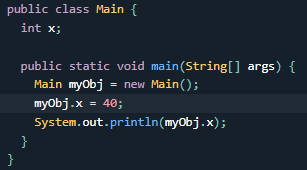 public class Main {
  int x;

  public static void main(String[] args) {
    Main myObj = new Main();
    myObj.x = 40;
    System.out.println(myObj.x);
  }
}